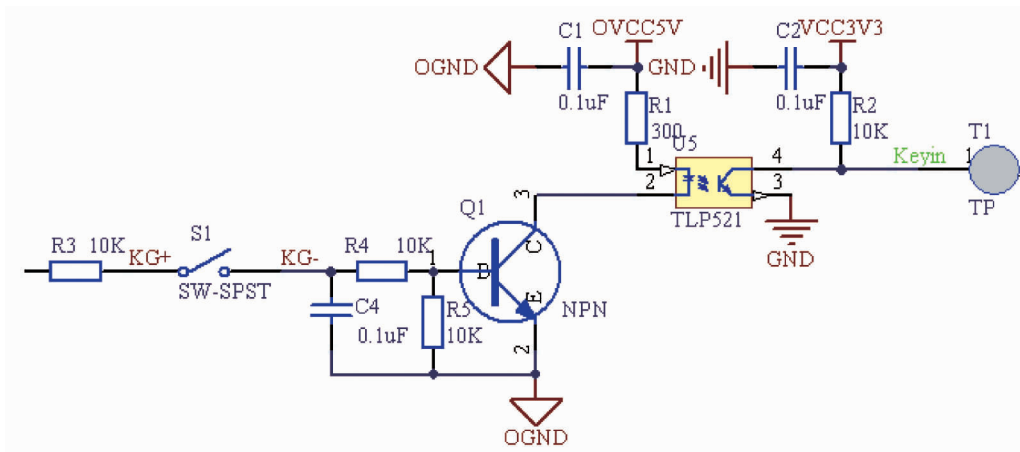 C1 OVCC5V C2 VCC3V3
OGND GND
0.1uF R1 0.1uF R2
300 10K T1
U5
1 4 Keyin 1
2 3
3 TLP521 TP
Q1
S1 GND
R3 10K KG+ KG- R4 10K 1
B C
SW-SPST
C4 R5 E NPN
0.1uF 10K
2
OGND